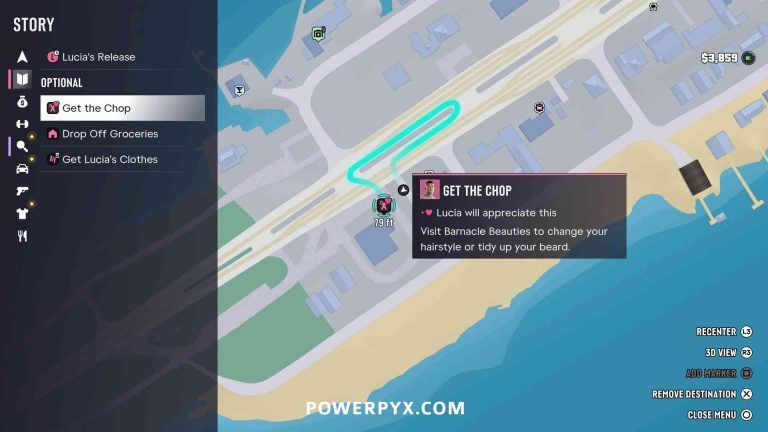 STORY
Lucia's Release
OPTIONAL
Get the Chop
Drop Off Groceries
Get Lucia's Clothes
$3,859
79 ft
GET THE CHOP
Lucia will appreciate this
Visit Barnacle Beauties to change your
hairstyle or tidy up your beard.
RECENTER L3
3D VIEW R3
ADD MARKER
REMOVE DESTINATION
CLOSE MENU
POWERPYX.COM